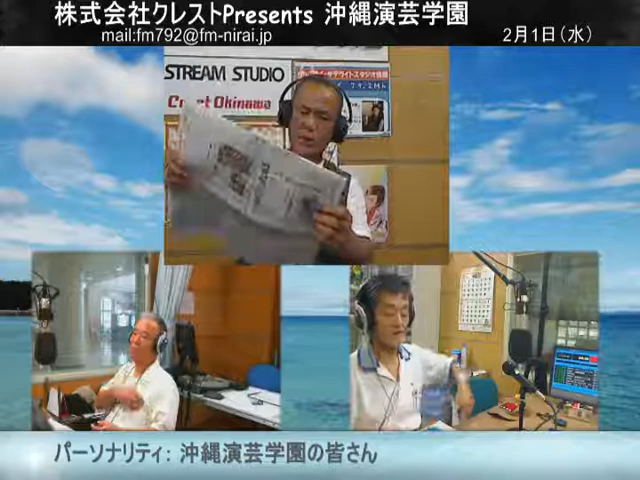 株式会社クレストPresents 沖縄演芸学園
mail:fm792@fm-nirai.jp
2月1日(水)
STREAM STUDIO
Crest Okinawa
パーソナリティ: 沖縄演芸学園の皆さん